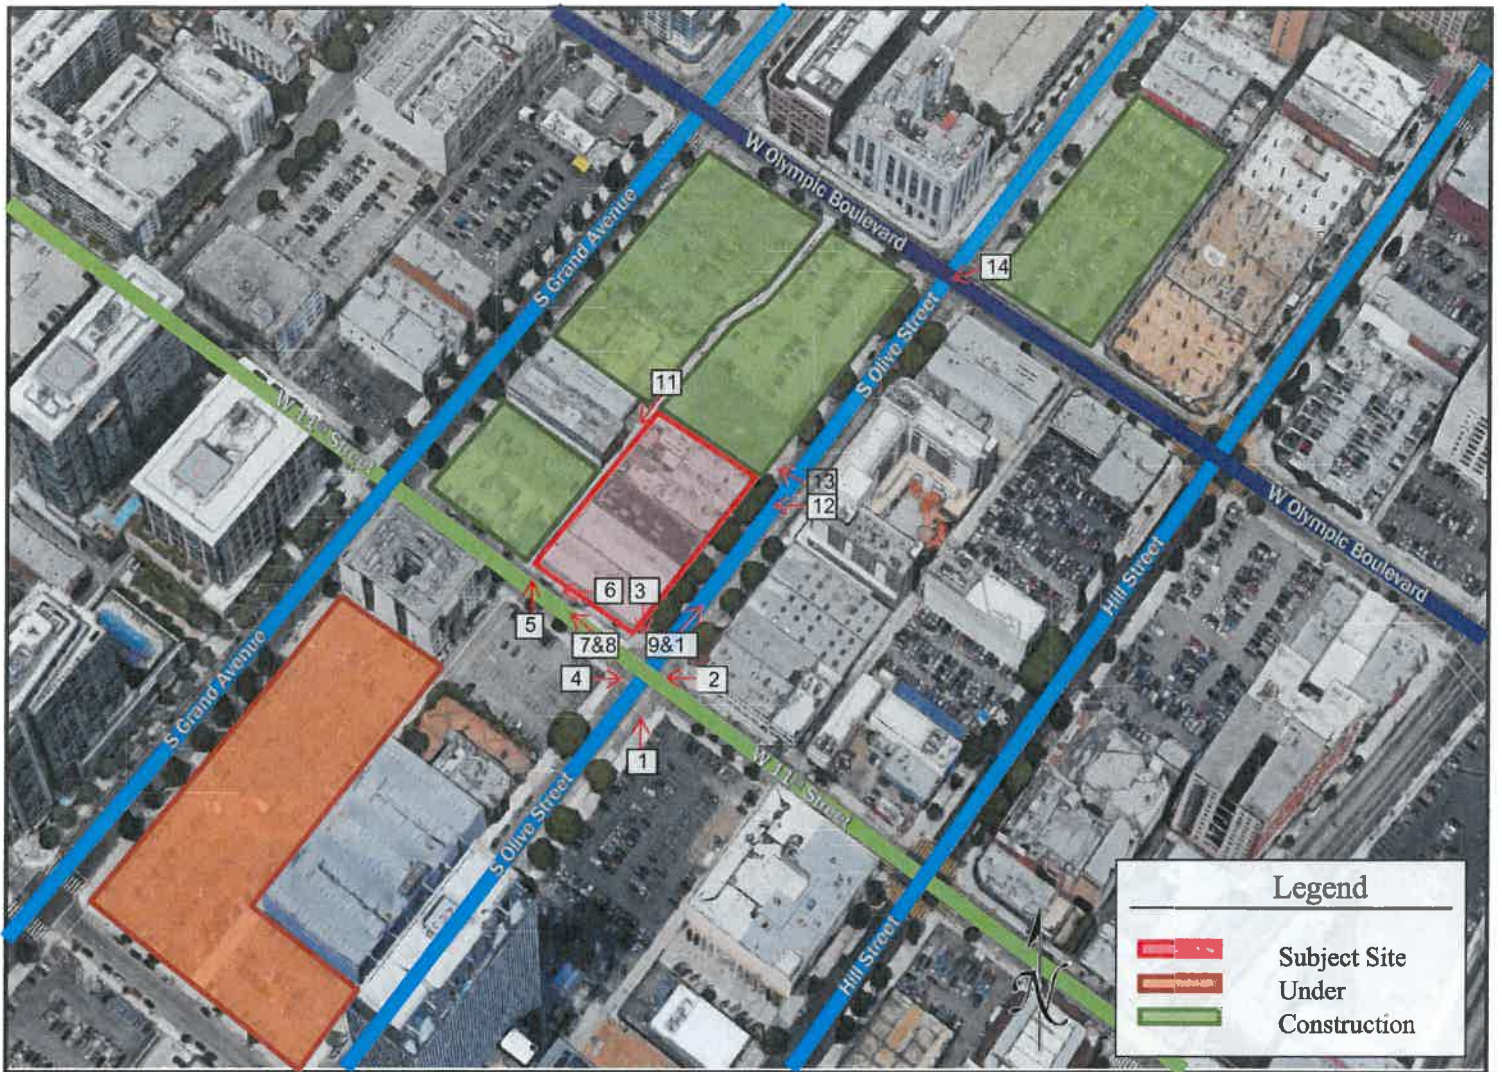 W Olympic Boulevard
S Grand Avenue
14
S Olive Street
11
W 11th Street
13
12
W Olympic Boulevard
Hill Street
6
3
5
7&8
9&1
4
2
S Grand Avenue
1
W 11th Street
S Olive Street
Hill Street
Legend
Subject Site
Under
Construction
N